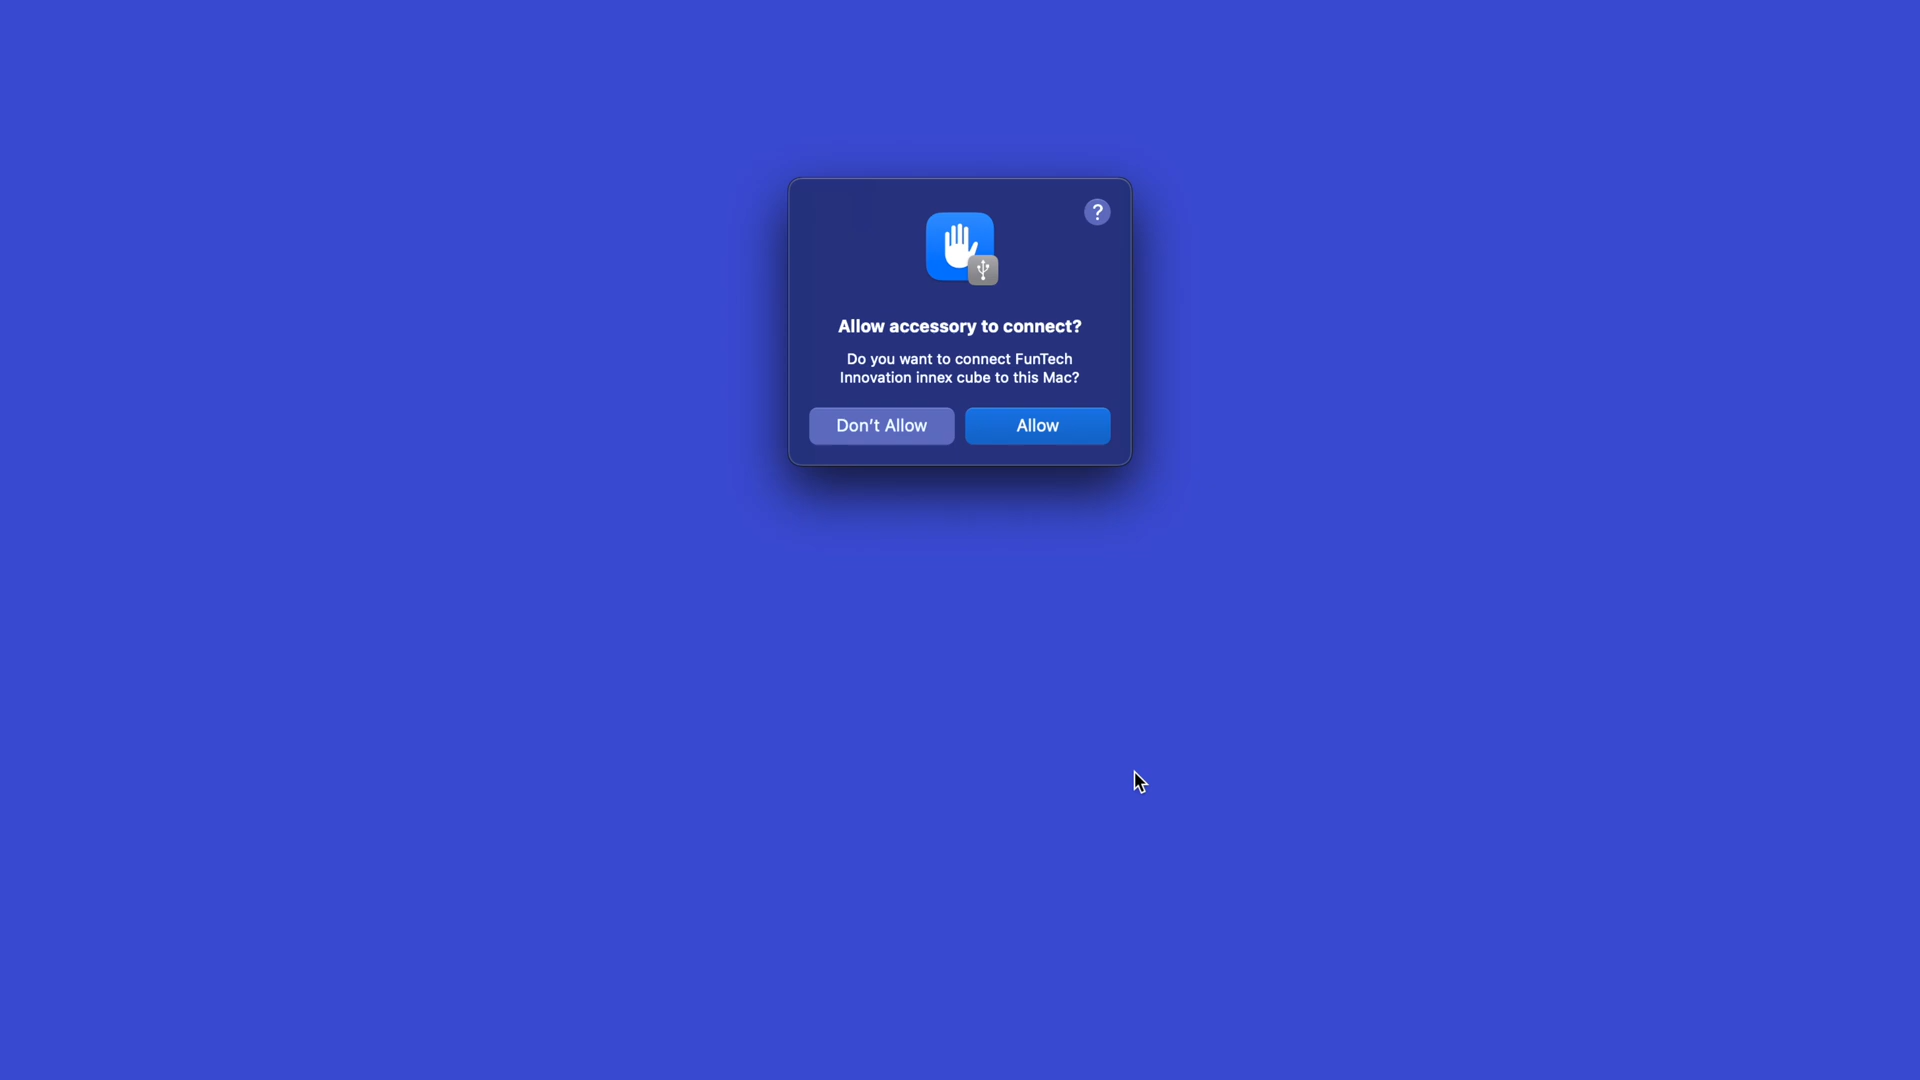 ?
Allow accessory to connect?
Do you want to connect FunTech
Innovation innex cube to this Mac?
Don't Allow
Allow